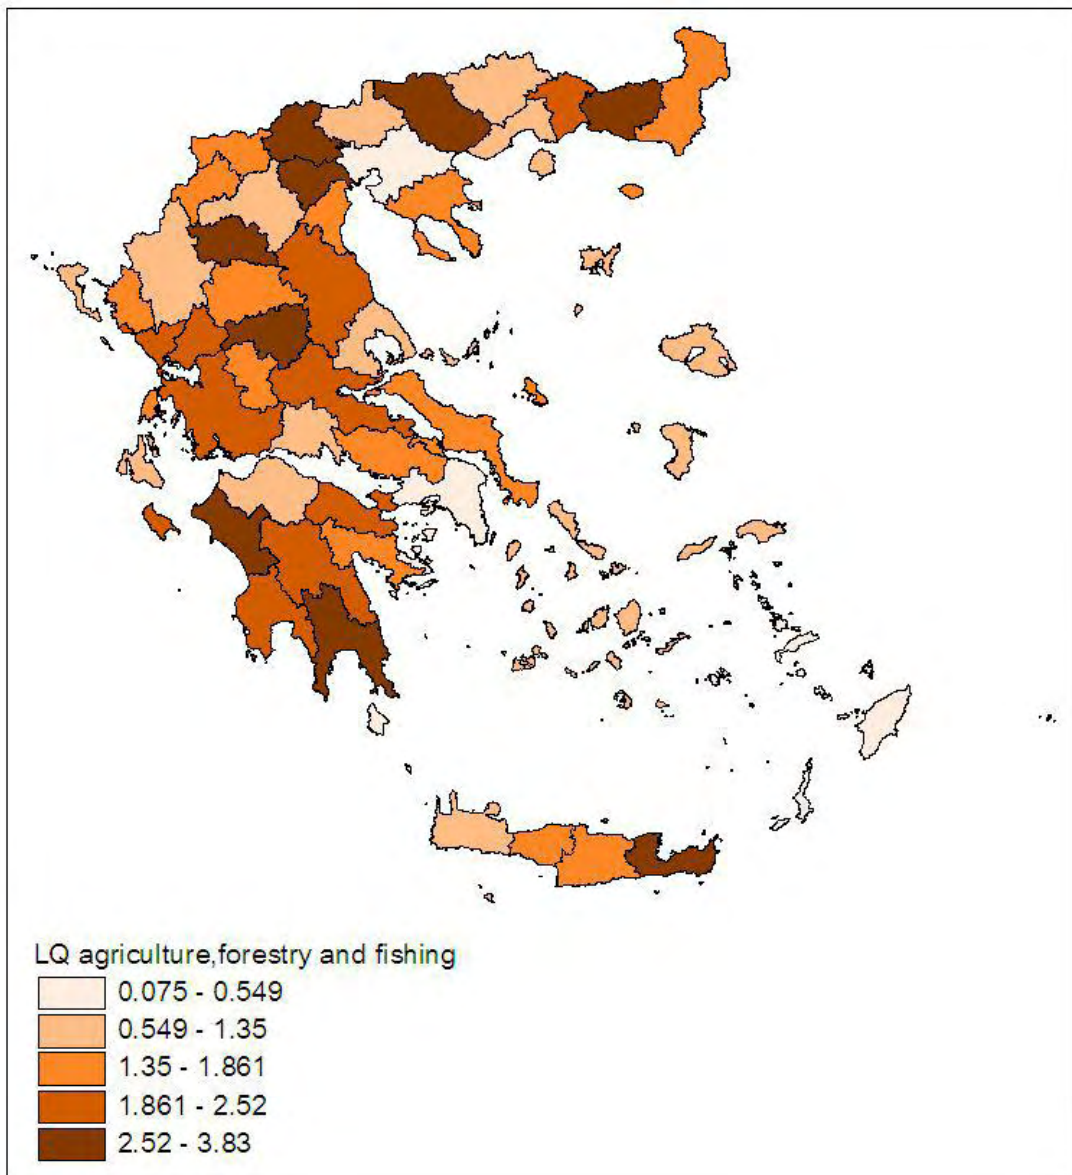 LQ agriculture,forestry and fishing
0.075 - 0.549
0.549 - 1.35
1.35 - 1.861
1.861 - 2.52
2.52 - 3.83